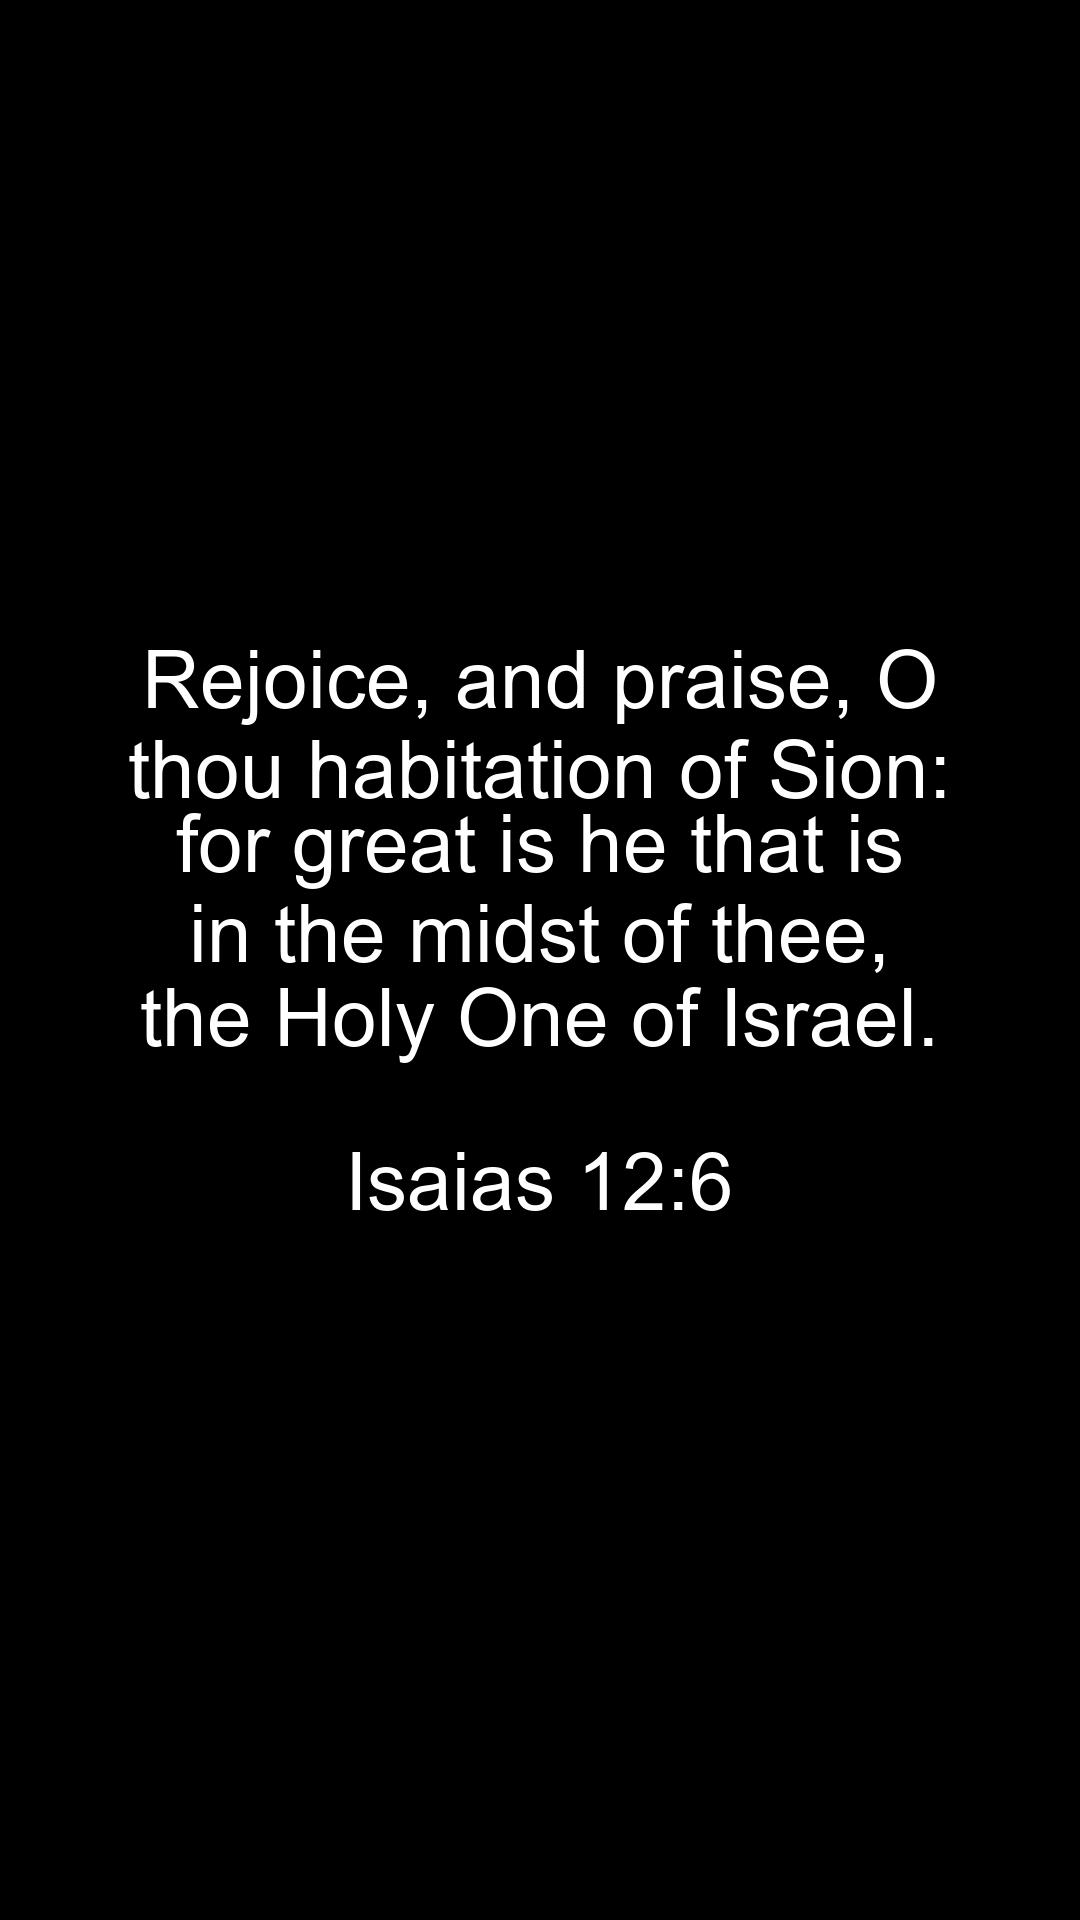 Rejoice, and praise, O
thou habitation of Sion:
for great is he that is
in the midst of thee,
the Holy One of Israel.
Isaias 12:6